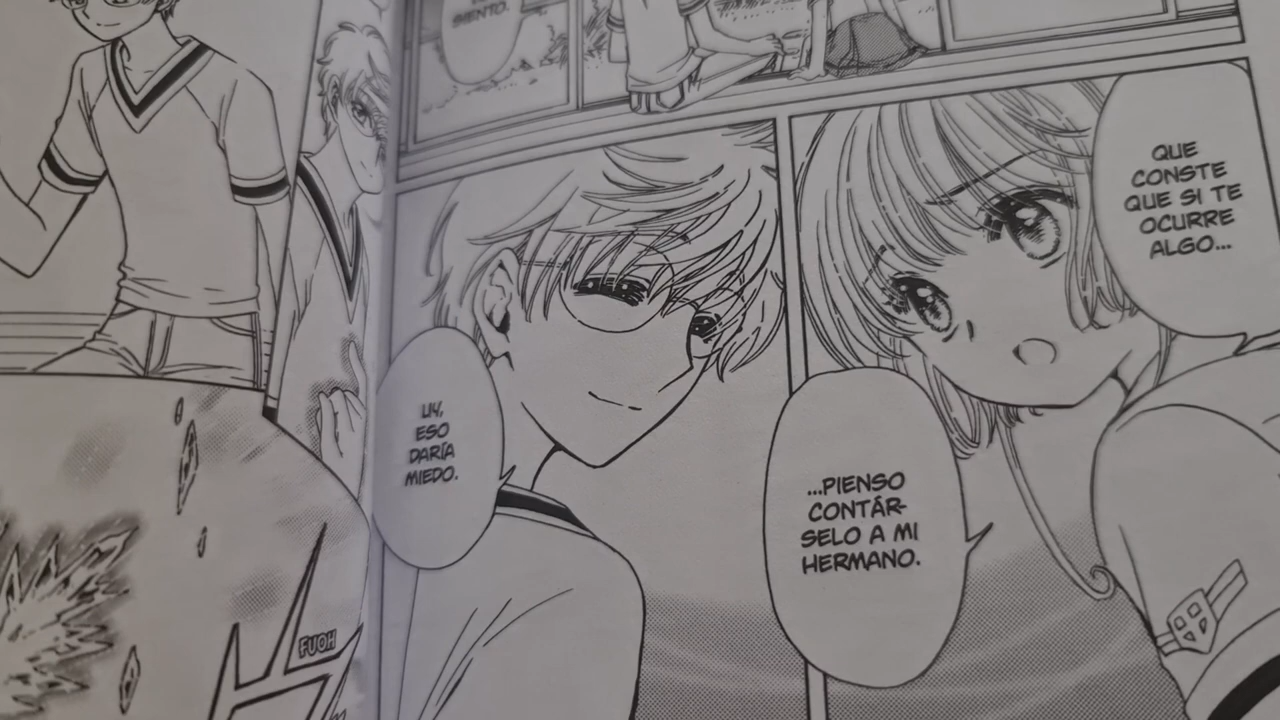 SIENTO.
QUE
CONSTE
QUE SI TE
OCURRE
ALGO...
...PIENSO
CONTÁR-
SELO A MI
HERMANO.
UY,
ESO
DARÍA
MIEDO.
FUOH